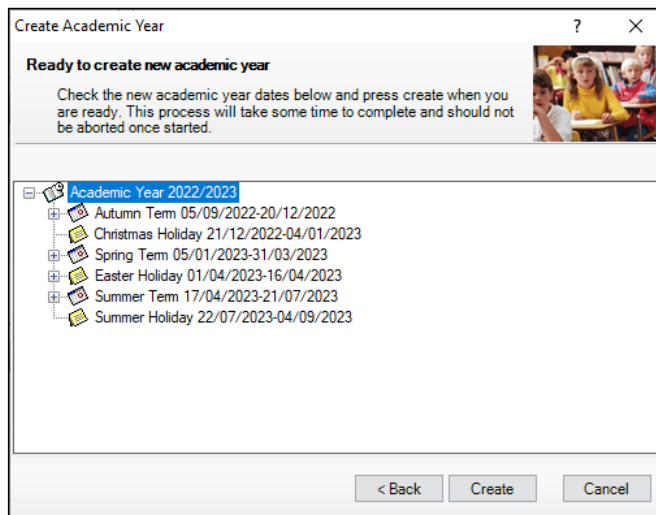 Create Academic Year
?
Ready to create new academic year
Check the new academic year dates below and press create when you
are ready. This process will take some time to complete and should not
be aborted once started.
Academic Year 2022/2023
Autumn Term 05/09/2022-20/12/2022
Christmas Holiday 21/12/2022-04/01/2023
Spring Term 05/01/2023-31/03/2023
Easter Holiday 01/04/2023-16/04/2023
Summer Term 17/04/2023-21/07/2023
Summer Holiday 22/07/2023-04/09/2023
< Back Create Cancel